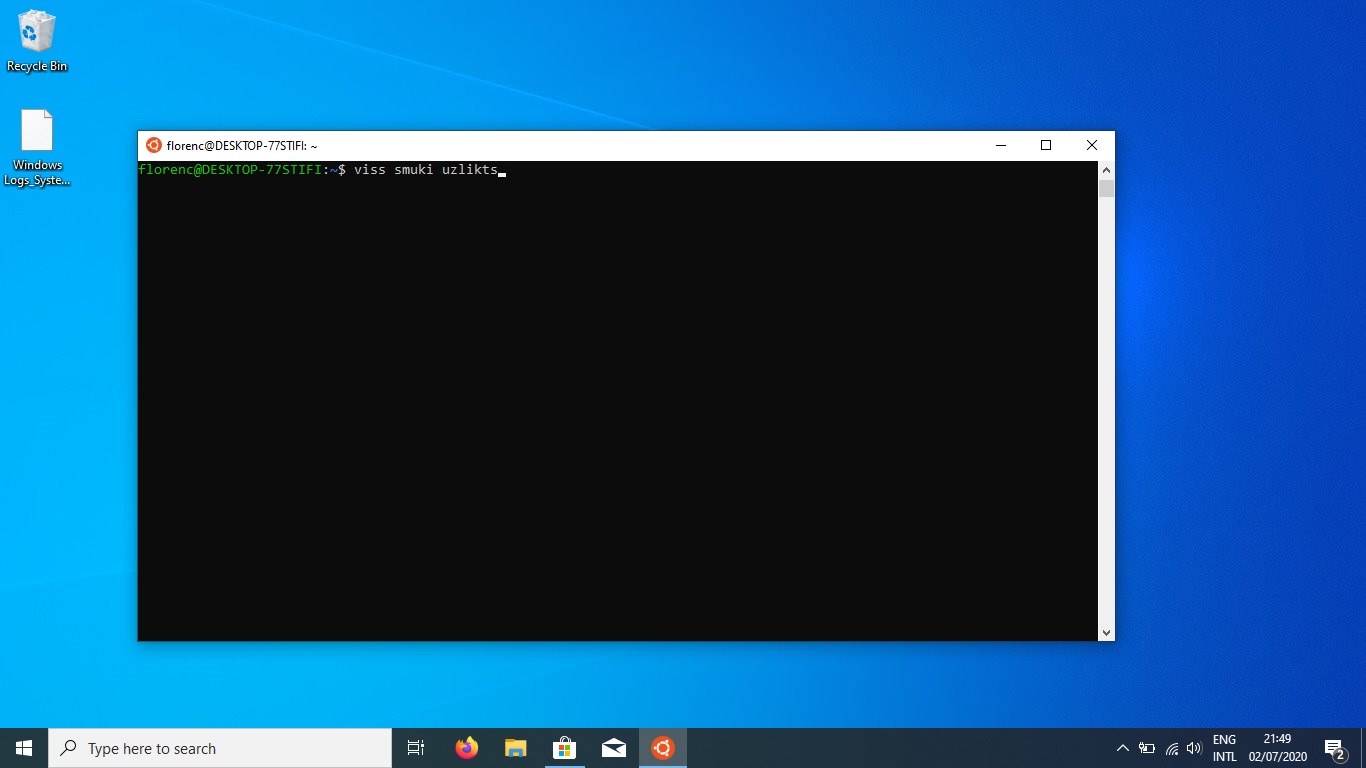 Recycle Bin
Windows
Logs_Syste...
florenc@DESKTOP-77STIFI: ~
florenc@DESKTOP-77STIFI:~$ viss smuki uzlikts
Type here to search
ENG
INTL
21:49
02/07/2020
2